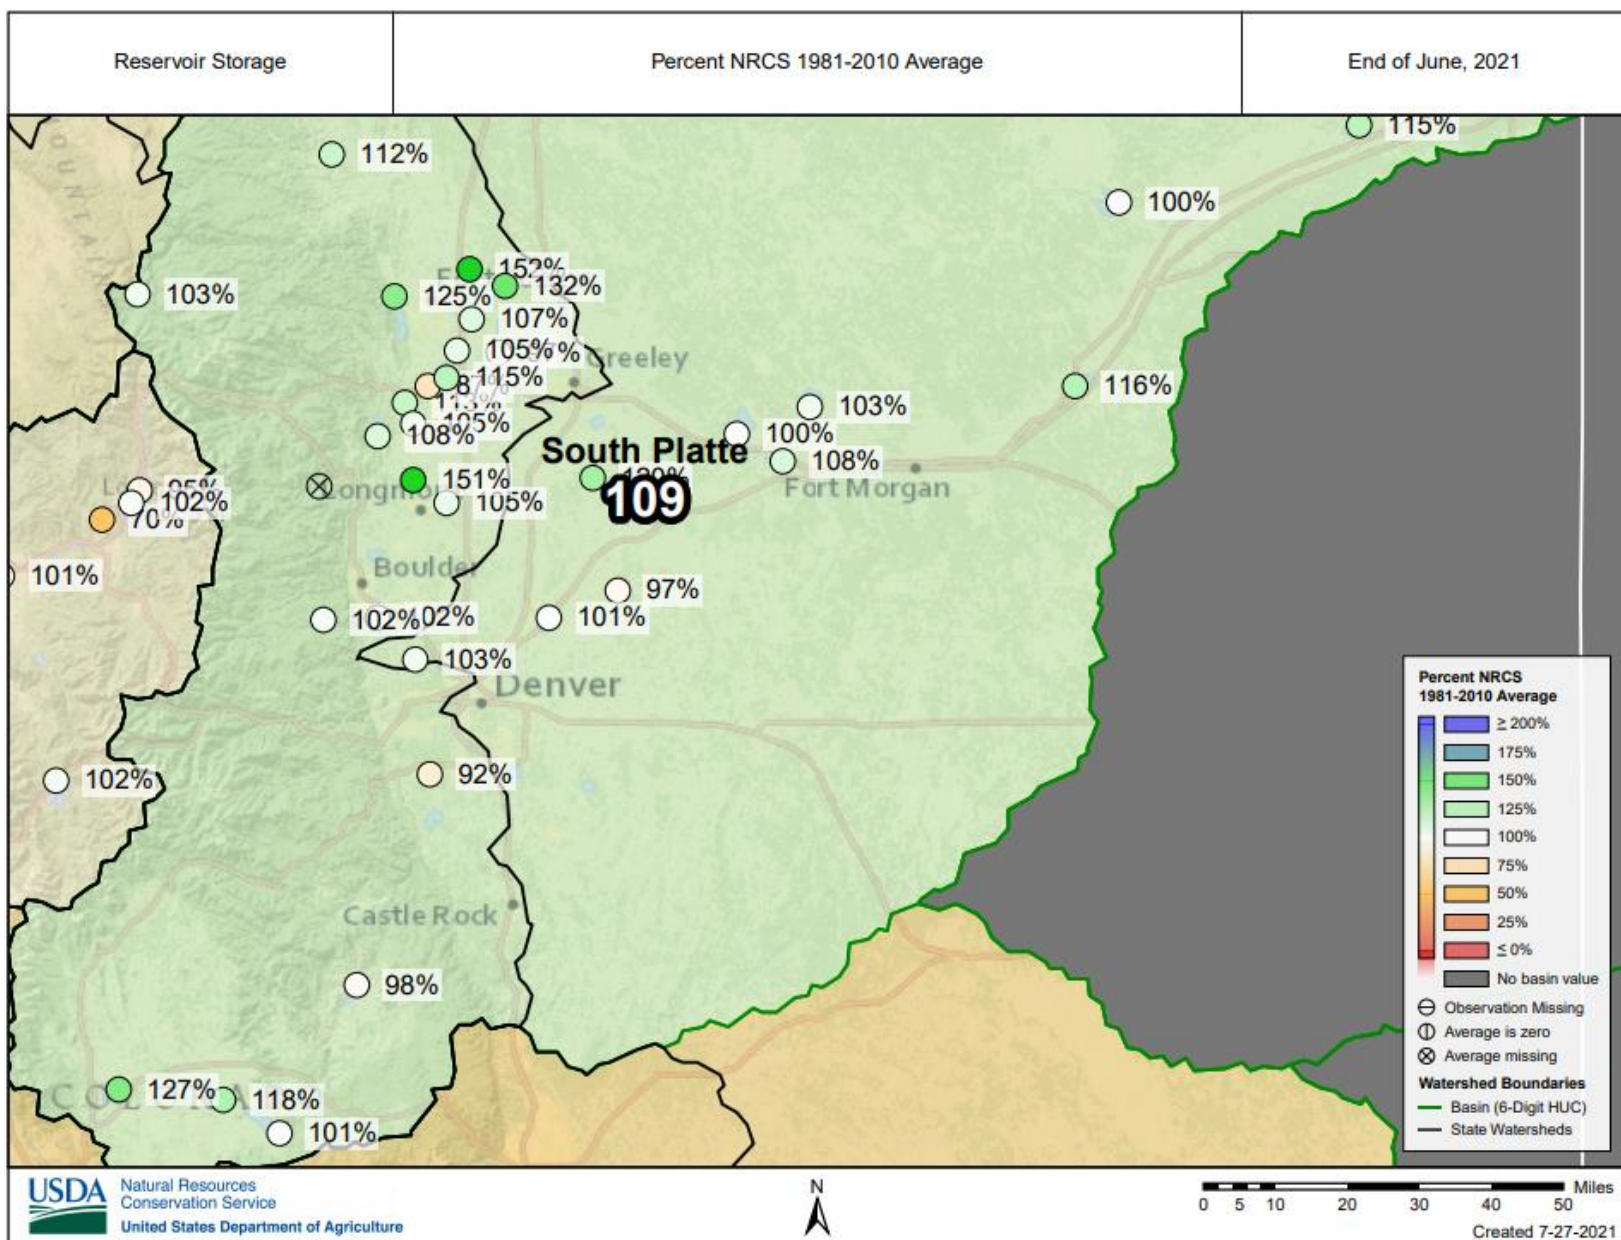 Reservoir Storage
Percent NRCS 1981-2010 Average
End of June, 2021
115%
112%
100%
152%
103%
125%
132%
107%
105%
Greeley
115%
116%
103%
108%
100%
South Platte
108%
151%
Longmo
Fort Morgan
102%
105%
109
70%
101%
Boulder
97%
102%
02%
101%
103%
Denver
92%
102%
Castle Rock
98%
127%
118%
101%
Percent NRCS
1981-2010 Average
≥ 200%
175%
150%
125%
100%
75%
50%
25%
≤ 0%
No basin value
Observation Missing
Average is zero
Average missing
Watershed Boundaries
Basin (6-Digit HUC)
State Watersheds
USDA
Natural Resources
Conservation Service
United States Department of Agriculture
N
Miles
0 5 10 20 30 40 50
Created 7-27-2021